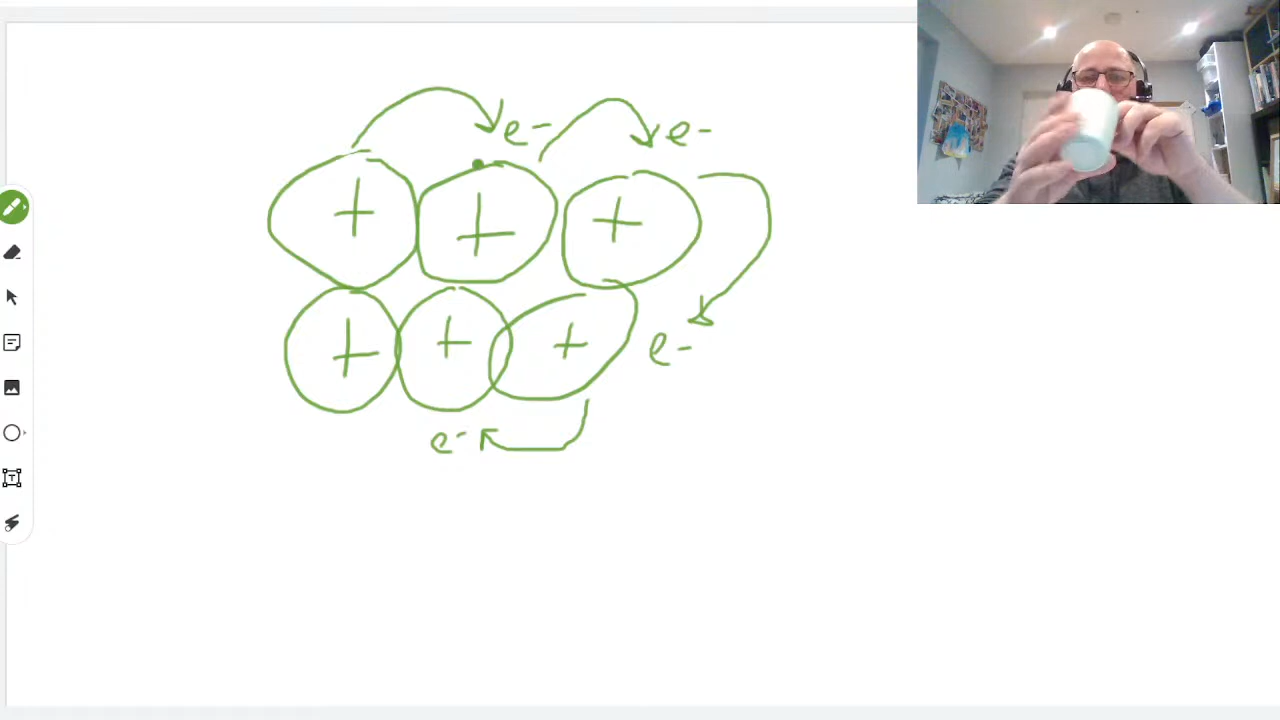 e- e-
+ + +
+ + +
e-
e-